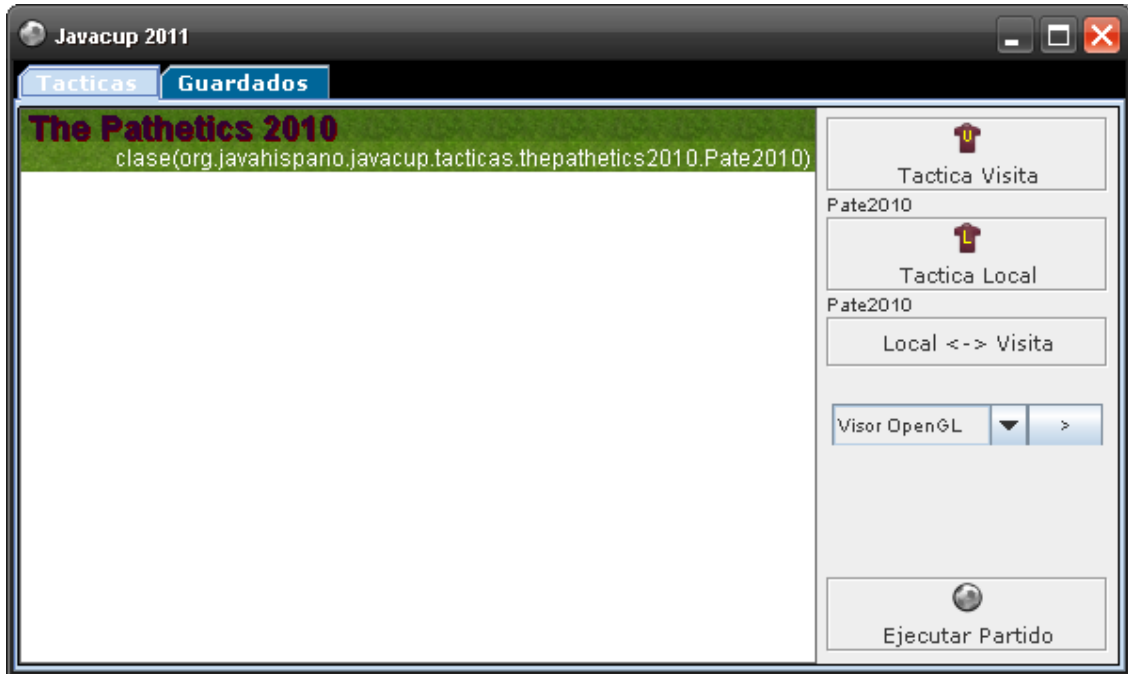 Javacup 2011
Tacticas Guardados
The Pathetics 2010
clase(org.javahispano.javacup.tacticas.thepathetics2010.Pate2010)
V
Tactica Visita
Pate2010
L
Tactica Local
Pate2010
Local <-> Visita
Visor OpenGL >
Ejecutar Partido